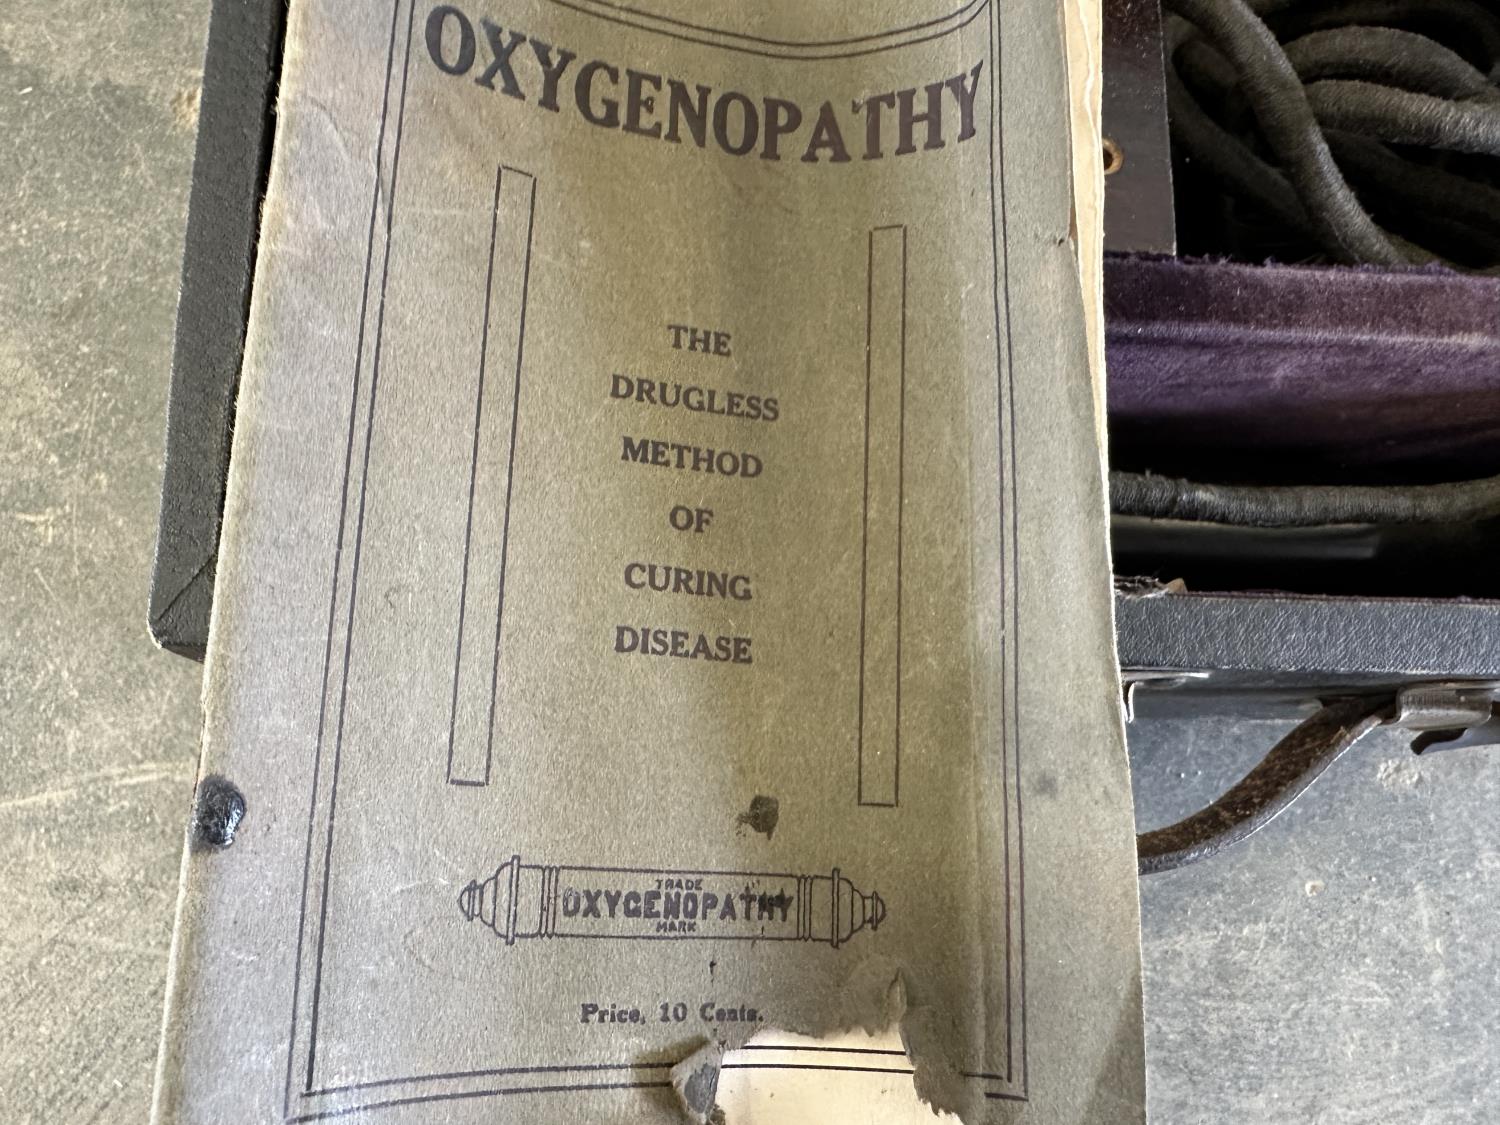 OXYGENOPATHY
THE
DRUGLESS
METHOD
OF
CURING
DISEASE
TRADE
OXYGENOPATHY
MARK
Price, 10 Cents.